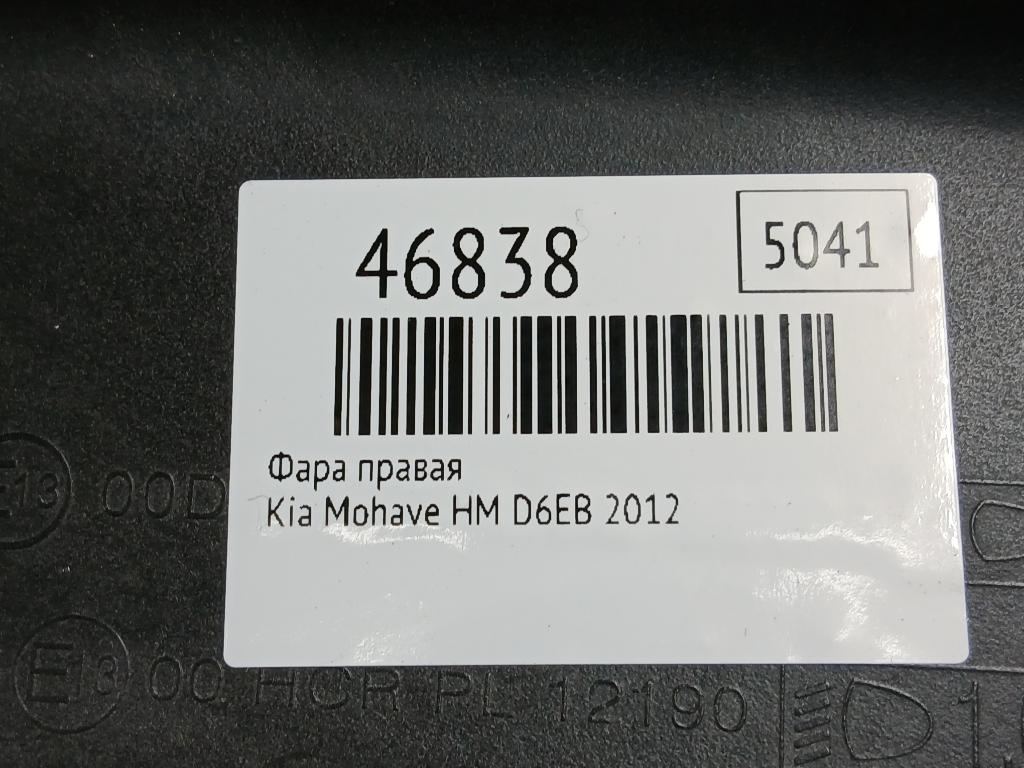 46838
5041
Фара правая
Kia Mohave HM D6EB 2012
E13 00D
E13 00 HCR PL 12190